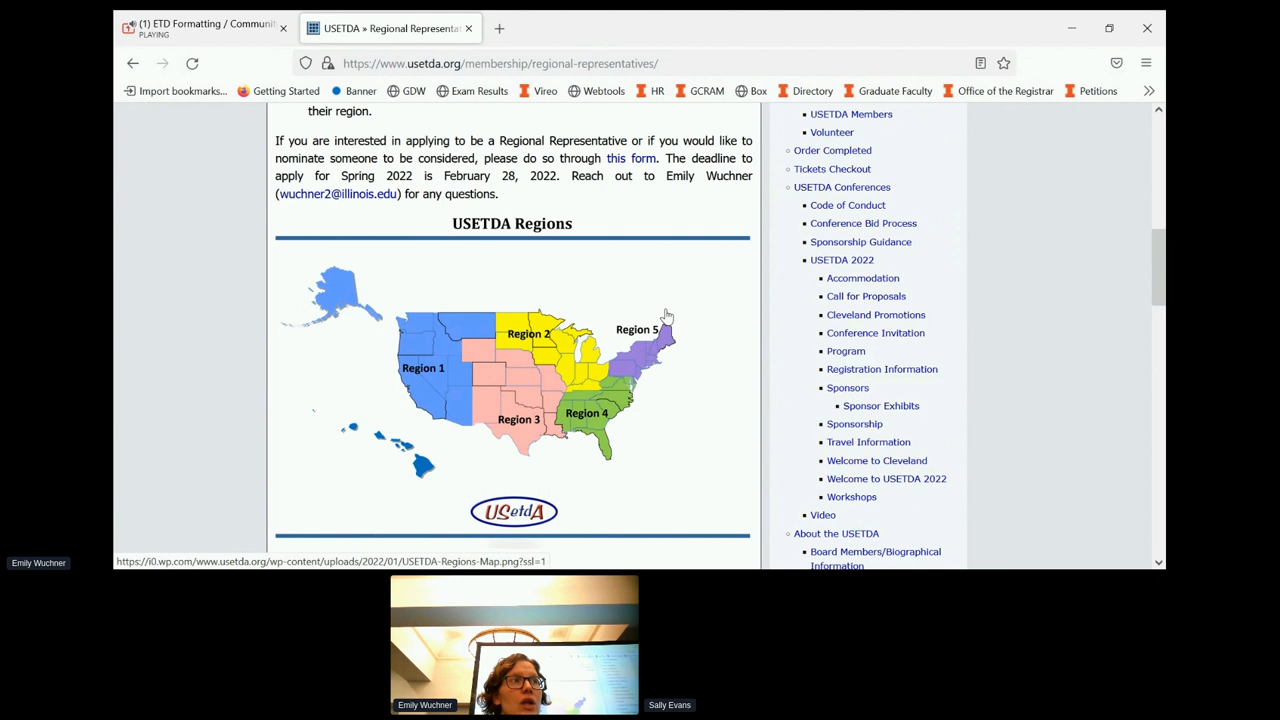 (1) ETD Formatting / Communit
PLAYING
USETDA » Regional Representat
https://www.usetda.org/membership/regional-representatives/
Import bookmarks...
Getting Started
Banner
GDW
Exam Results
Vireo
Webtools
HR
GCRAM
Box
Directory
Graduate Faculty
Office of the Registrar
Petitions
their region.
If you are interested in applying to be a Regional Representative or if you would like to
nominate someone to be considered, please do so through this form. The deadline to
apply for Spring 2022 is February 28, 2022. Reach out to Emily Wuchner
(wuchner2@illinois.edu) for any questions.
USETDA Regions
Region 1
Region 2
Region 3
Region 4
Region 5
USetdA
USETDA Members
Volunteer
Order Completed
Tickets Checkout
USETDA Conferences
Code of Conduct
Conference Bid Process
Sponsorship Guidance
USETDA 2022
Accommodation
Call for Proposals
Cleveland Promotions
Conference Invitation
Program
Registration Information
Sponsors
Sponsor Exhibits
Sponsorship
Travel Information
Welcome to Cleveland
Welcome to USETDA 2022
Workshops
Video
About the USETDA
Board Members/Biographical
Information
https://i0.wp.com/www.usetda.org/wp-content/uploads/2022/01/USETDA-Regions-Map.png?ssl=1
Emily Wuchner
Emily Wuchner
Sally Evans